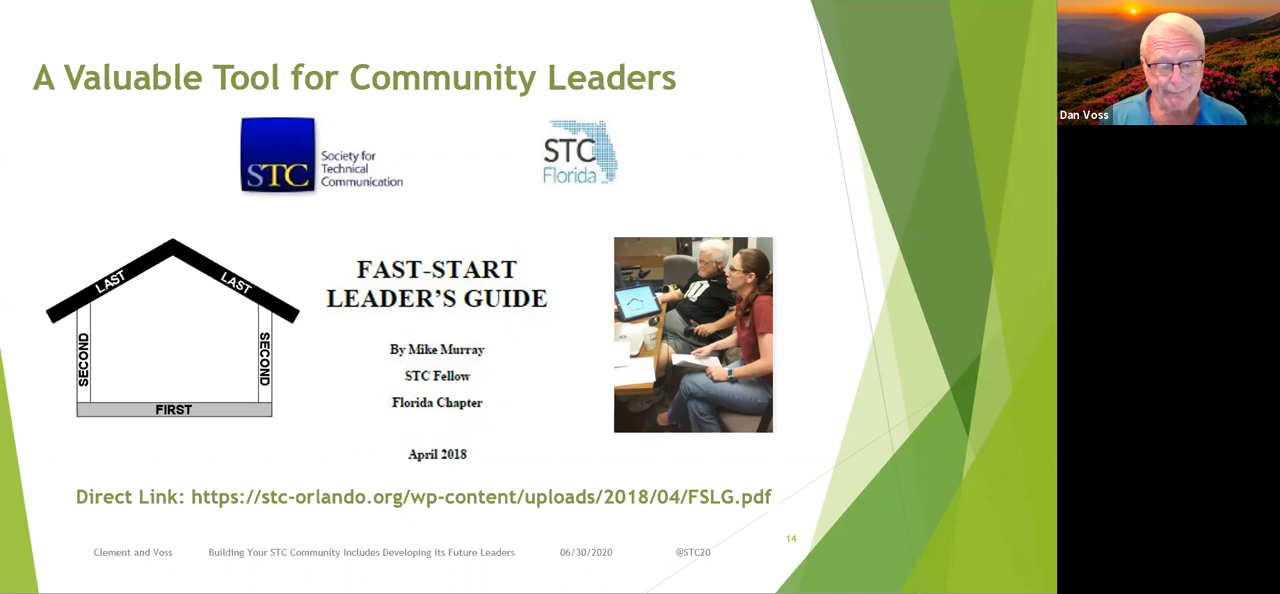 A Valuable Tool for Community Leaders
STC
Society for
Technical
Communication
STC
Florida
LAST
LAST
SECOND
SECOND
FIRST
FAST-START
LEADER'S GUIDE
By Mike Murray
STC Fellow
Florida Chapter
April 2018
Direct Link: https://stc-orlando.org/wp-content/uploads/2018/04/FSLG.pdf
14
Clement and Voss Building Your STC Community Includes Developing its Future Leaders 06/30/2020 @STC20
Dan Voss